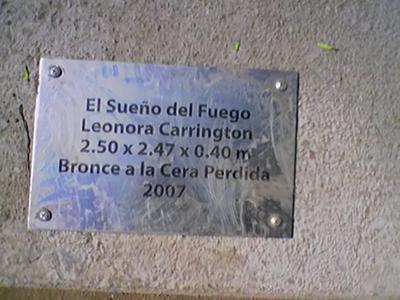 El Sueño del Fuego
Leonora Carrington
2.50 x 2.47 x 0.40 m
Bronce a la Cera Perdida
2007